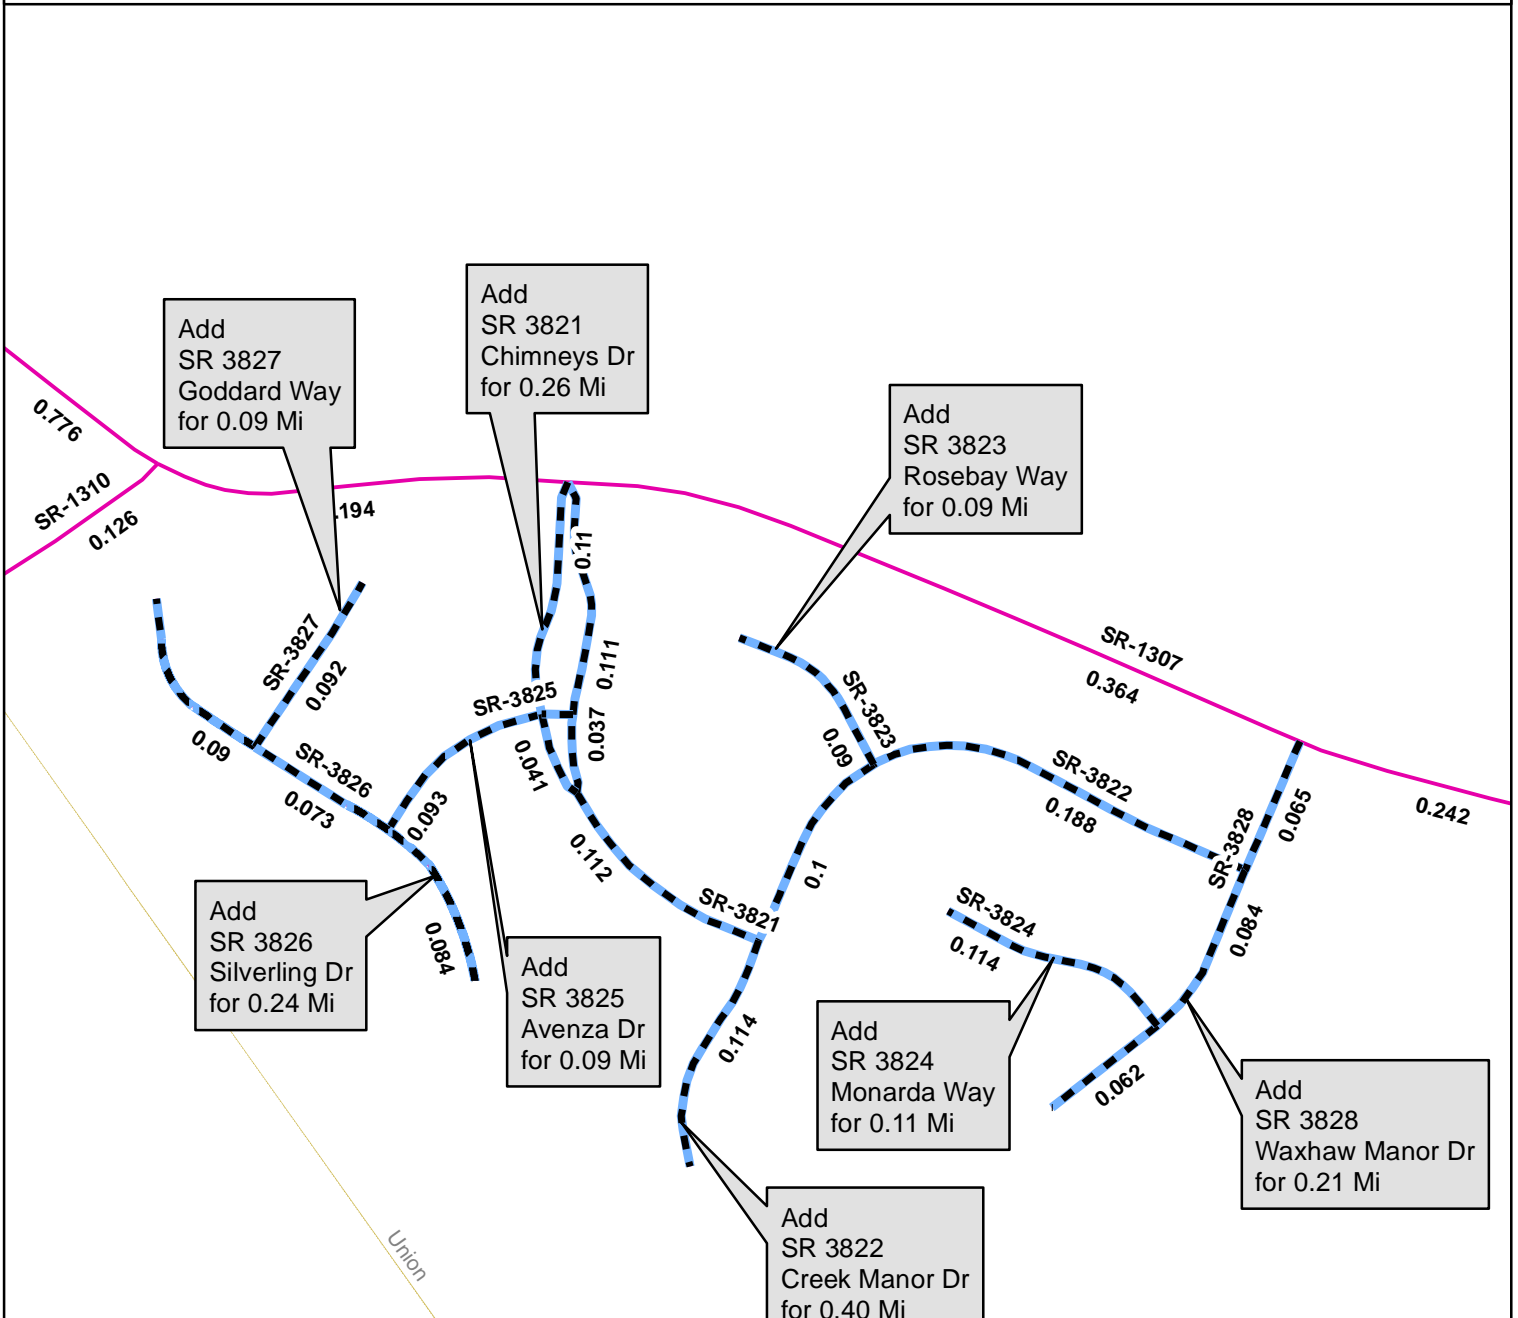 Add
SR 3821
Chimneys Dr
for 0.26 Mi
Add
SR 3827
Goddard Way
for 0.09 Mi
Add
SR 3823
Rosebay Way
for 0.09 Mi
0.776
SR-1310
0.126
.194
0.11
SR-3827
0.092
0.111
SR-3825
0.037
0.041
SR-3823
0.09
SR-1307
0.364
0.242
0.09
SR-3826
0.073
0.093
0.112
SR-3822
0.188
SR-3828
0.065
0.1
SR-3821
SR-3824
0.114
0.084
0.084
Add
SR 3826
Silverling Dr
for 0.24 Mi
Add
SR 3825
Avenza Dr
for 0.09 Mi
0.114
Add
SR 3824
Monarda Way
for 0.11 Mi
0.062
Add
SR 3828
Waxhaw Manor Dr
for 0.21 Mi
Add
SR 3822
Creek Manor Dr
for 0.40 Mi
Union